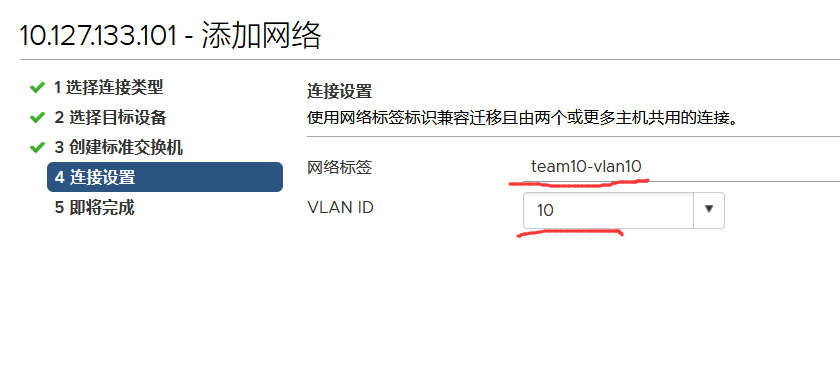 10.127.133.101 - 添加网络
1 选择连接类型
2 选择目标设备
3 创建标准交换机
4 连接设置
5 即将完成
连接设置
使用网络标签标识兼容迁移且由两个或更多主机共用的连接。
网络标签 team10-vlan10
VLAN ID 10